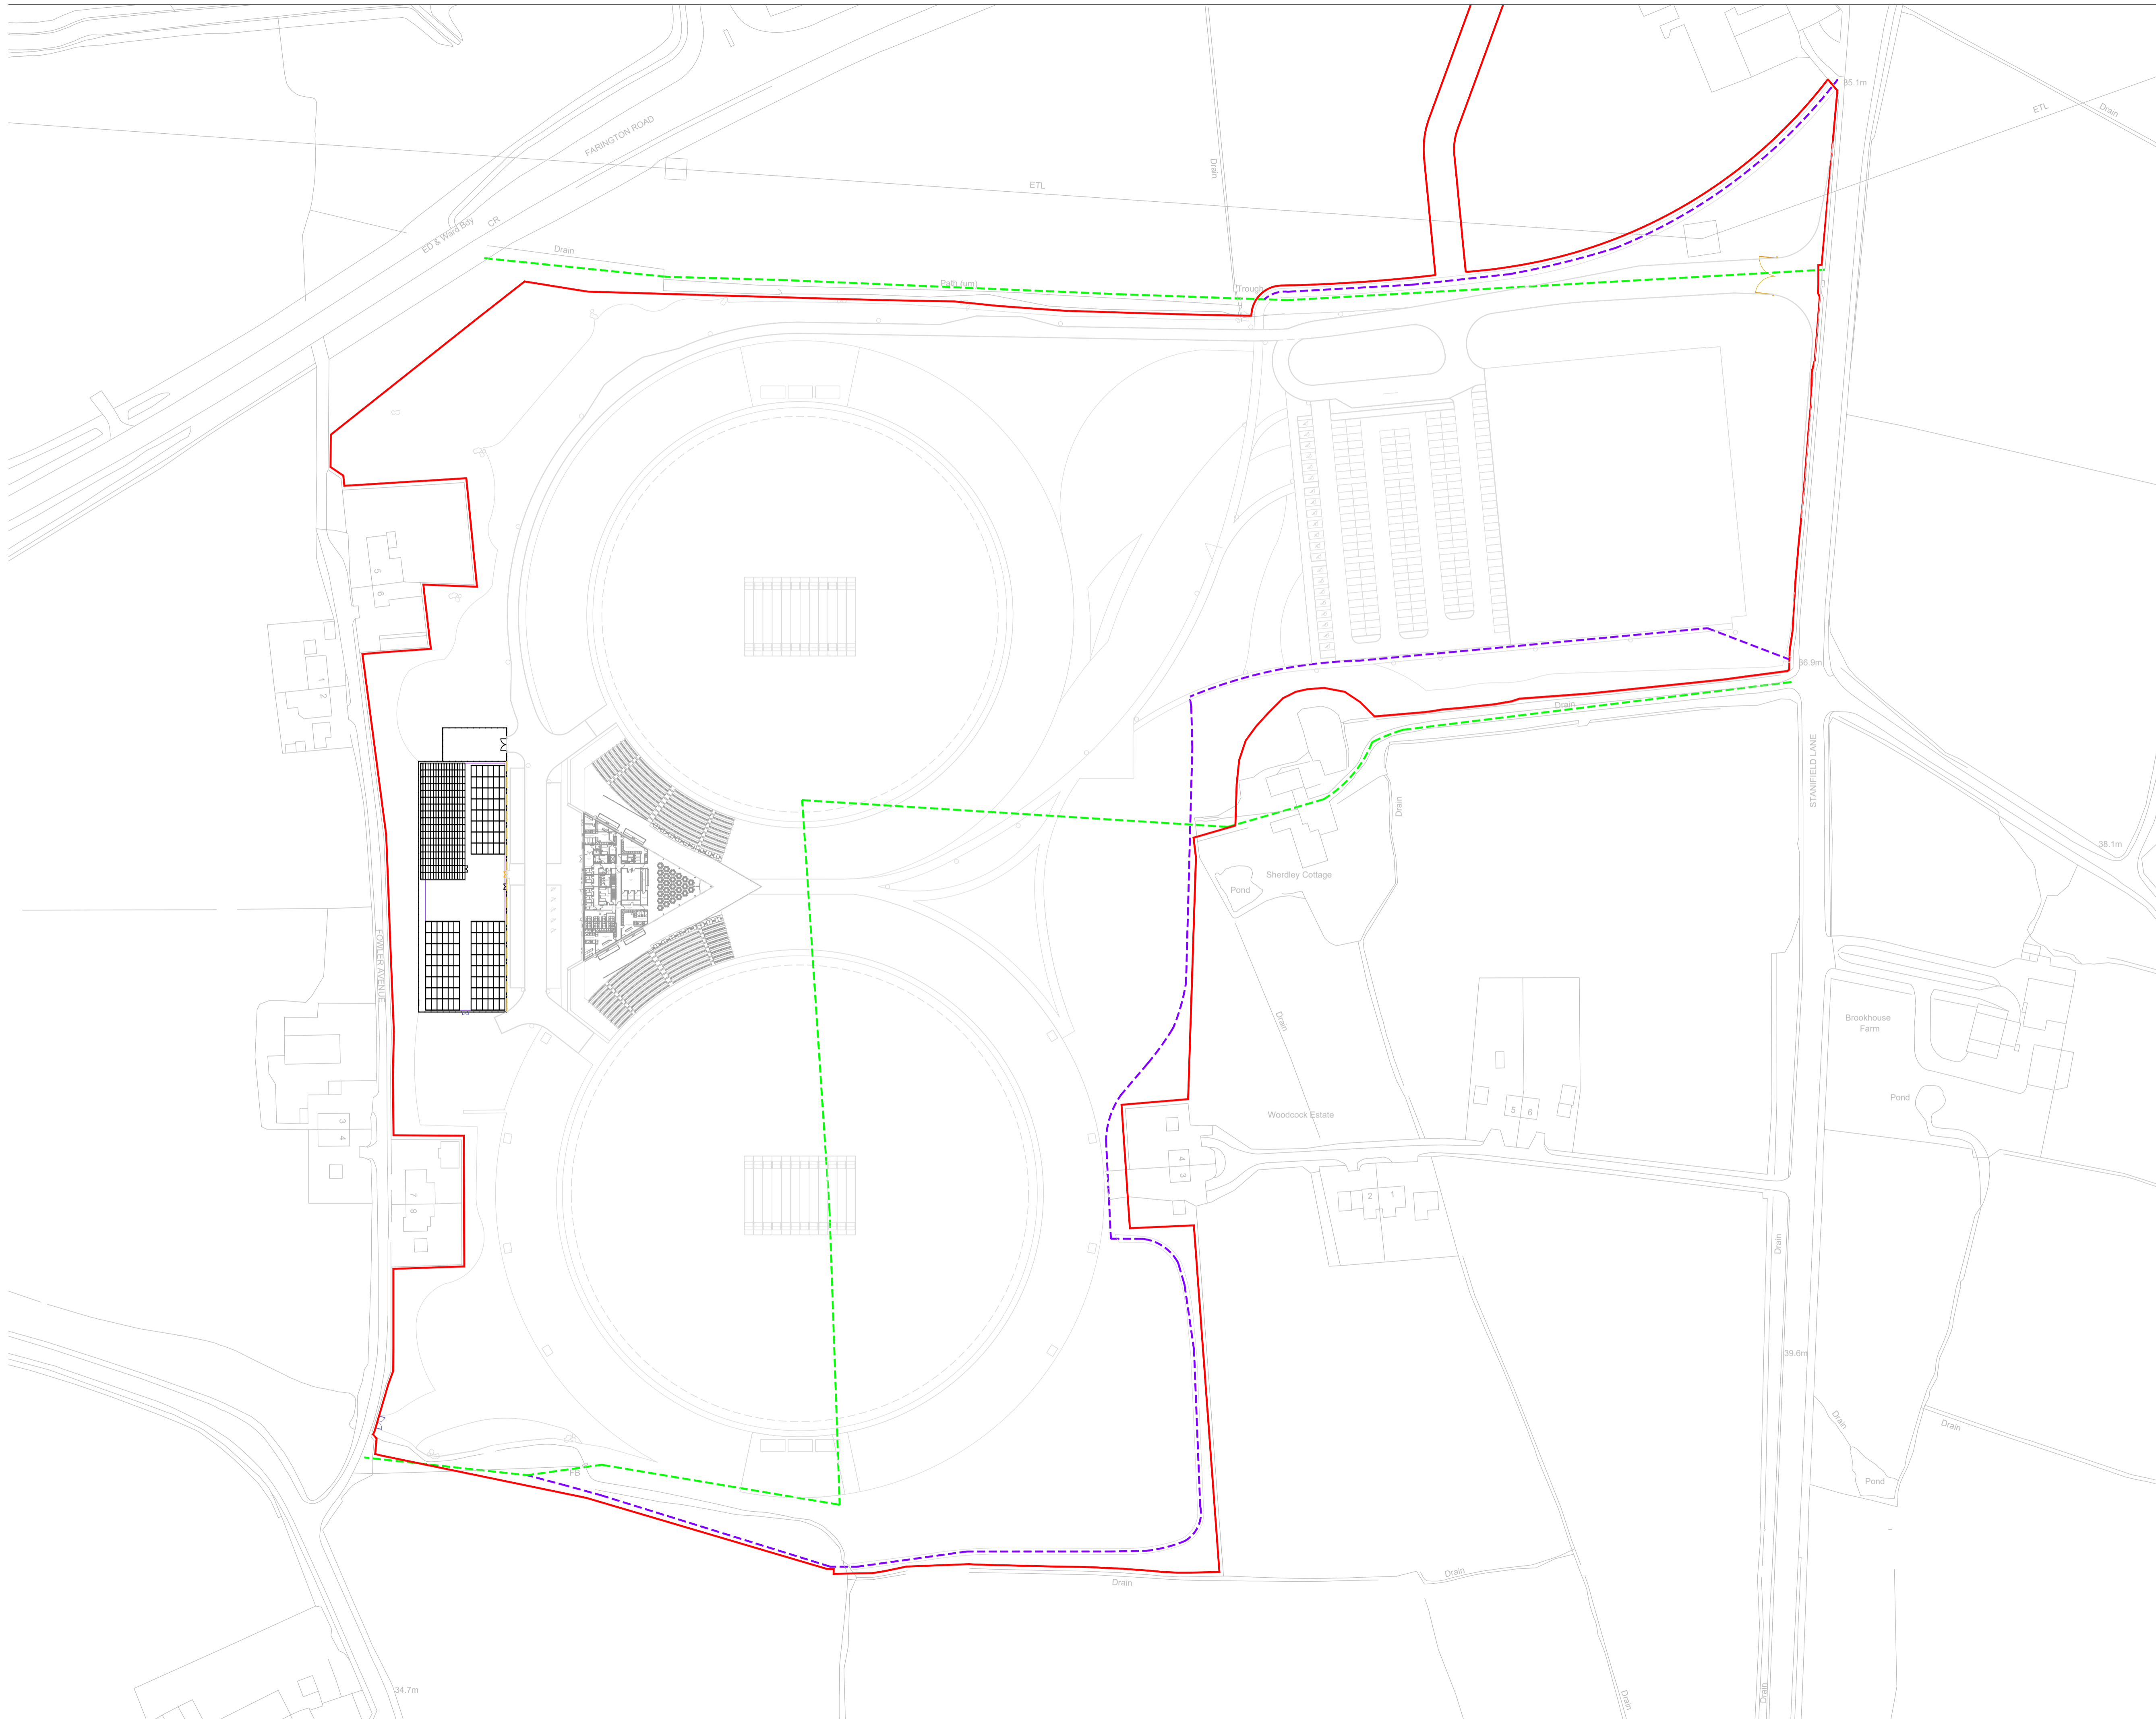 35.1m
ETL
Drain
FARINGTON ROAD
Drain
ETL
ED & Ward Bdy
CR
Drain
Path (um)
Trough
5
6
1
2
36.9m
Drain
STANIFIELD LANE
Drain
38.1m
Sherdley Cottage
Pond
FOWLER AVENUE
Drain
Brookhouse
Farm
Pond
Woodcock Estate
5
6
3
4
4
3
2
1
7
8
Drain
39.6m
Drain
Drain
FB
Pond
Drain
Drain
34.7m
Drain
Drain